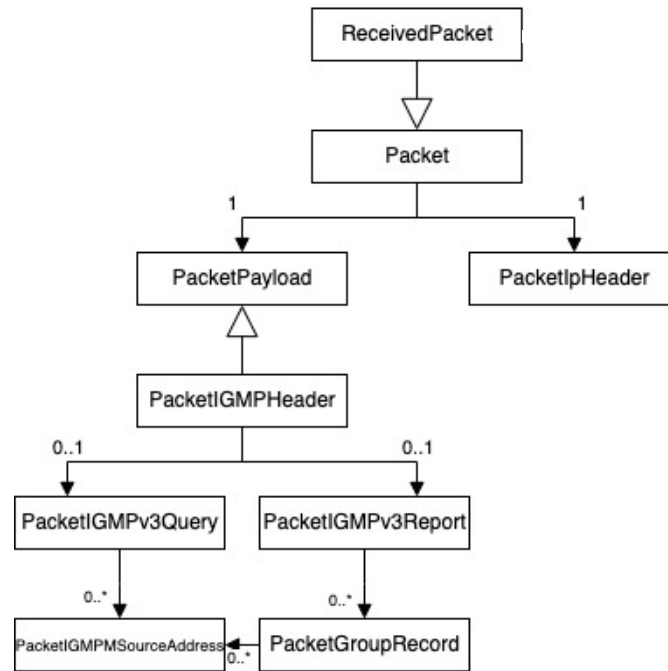 ReceivedPacket
Packet
1
1
PacketPayload
PacketIpHeader
PacketIGMPHeader
0..1
0..1
PacketIGMPv3Query
PacketIGMPv3Report
0..*
0..*
PacketIGMPMSourceAddress
0..*
PacketGroupRecord